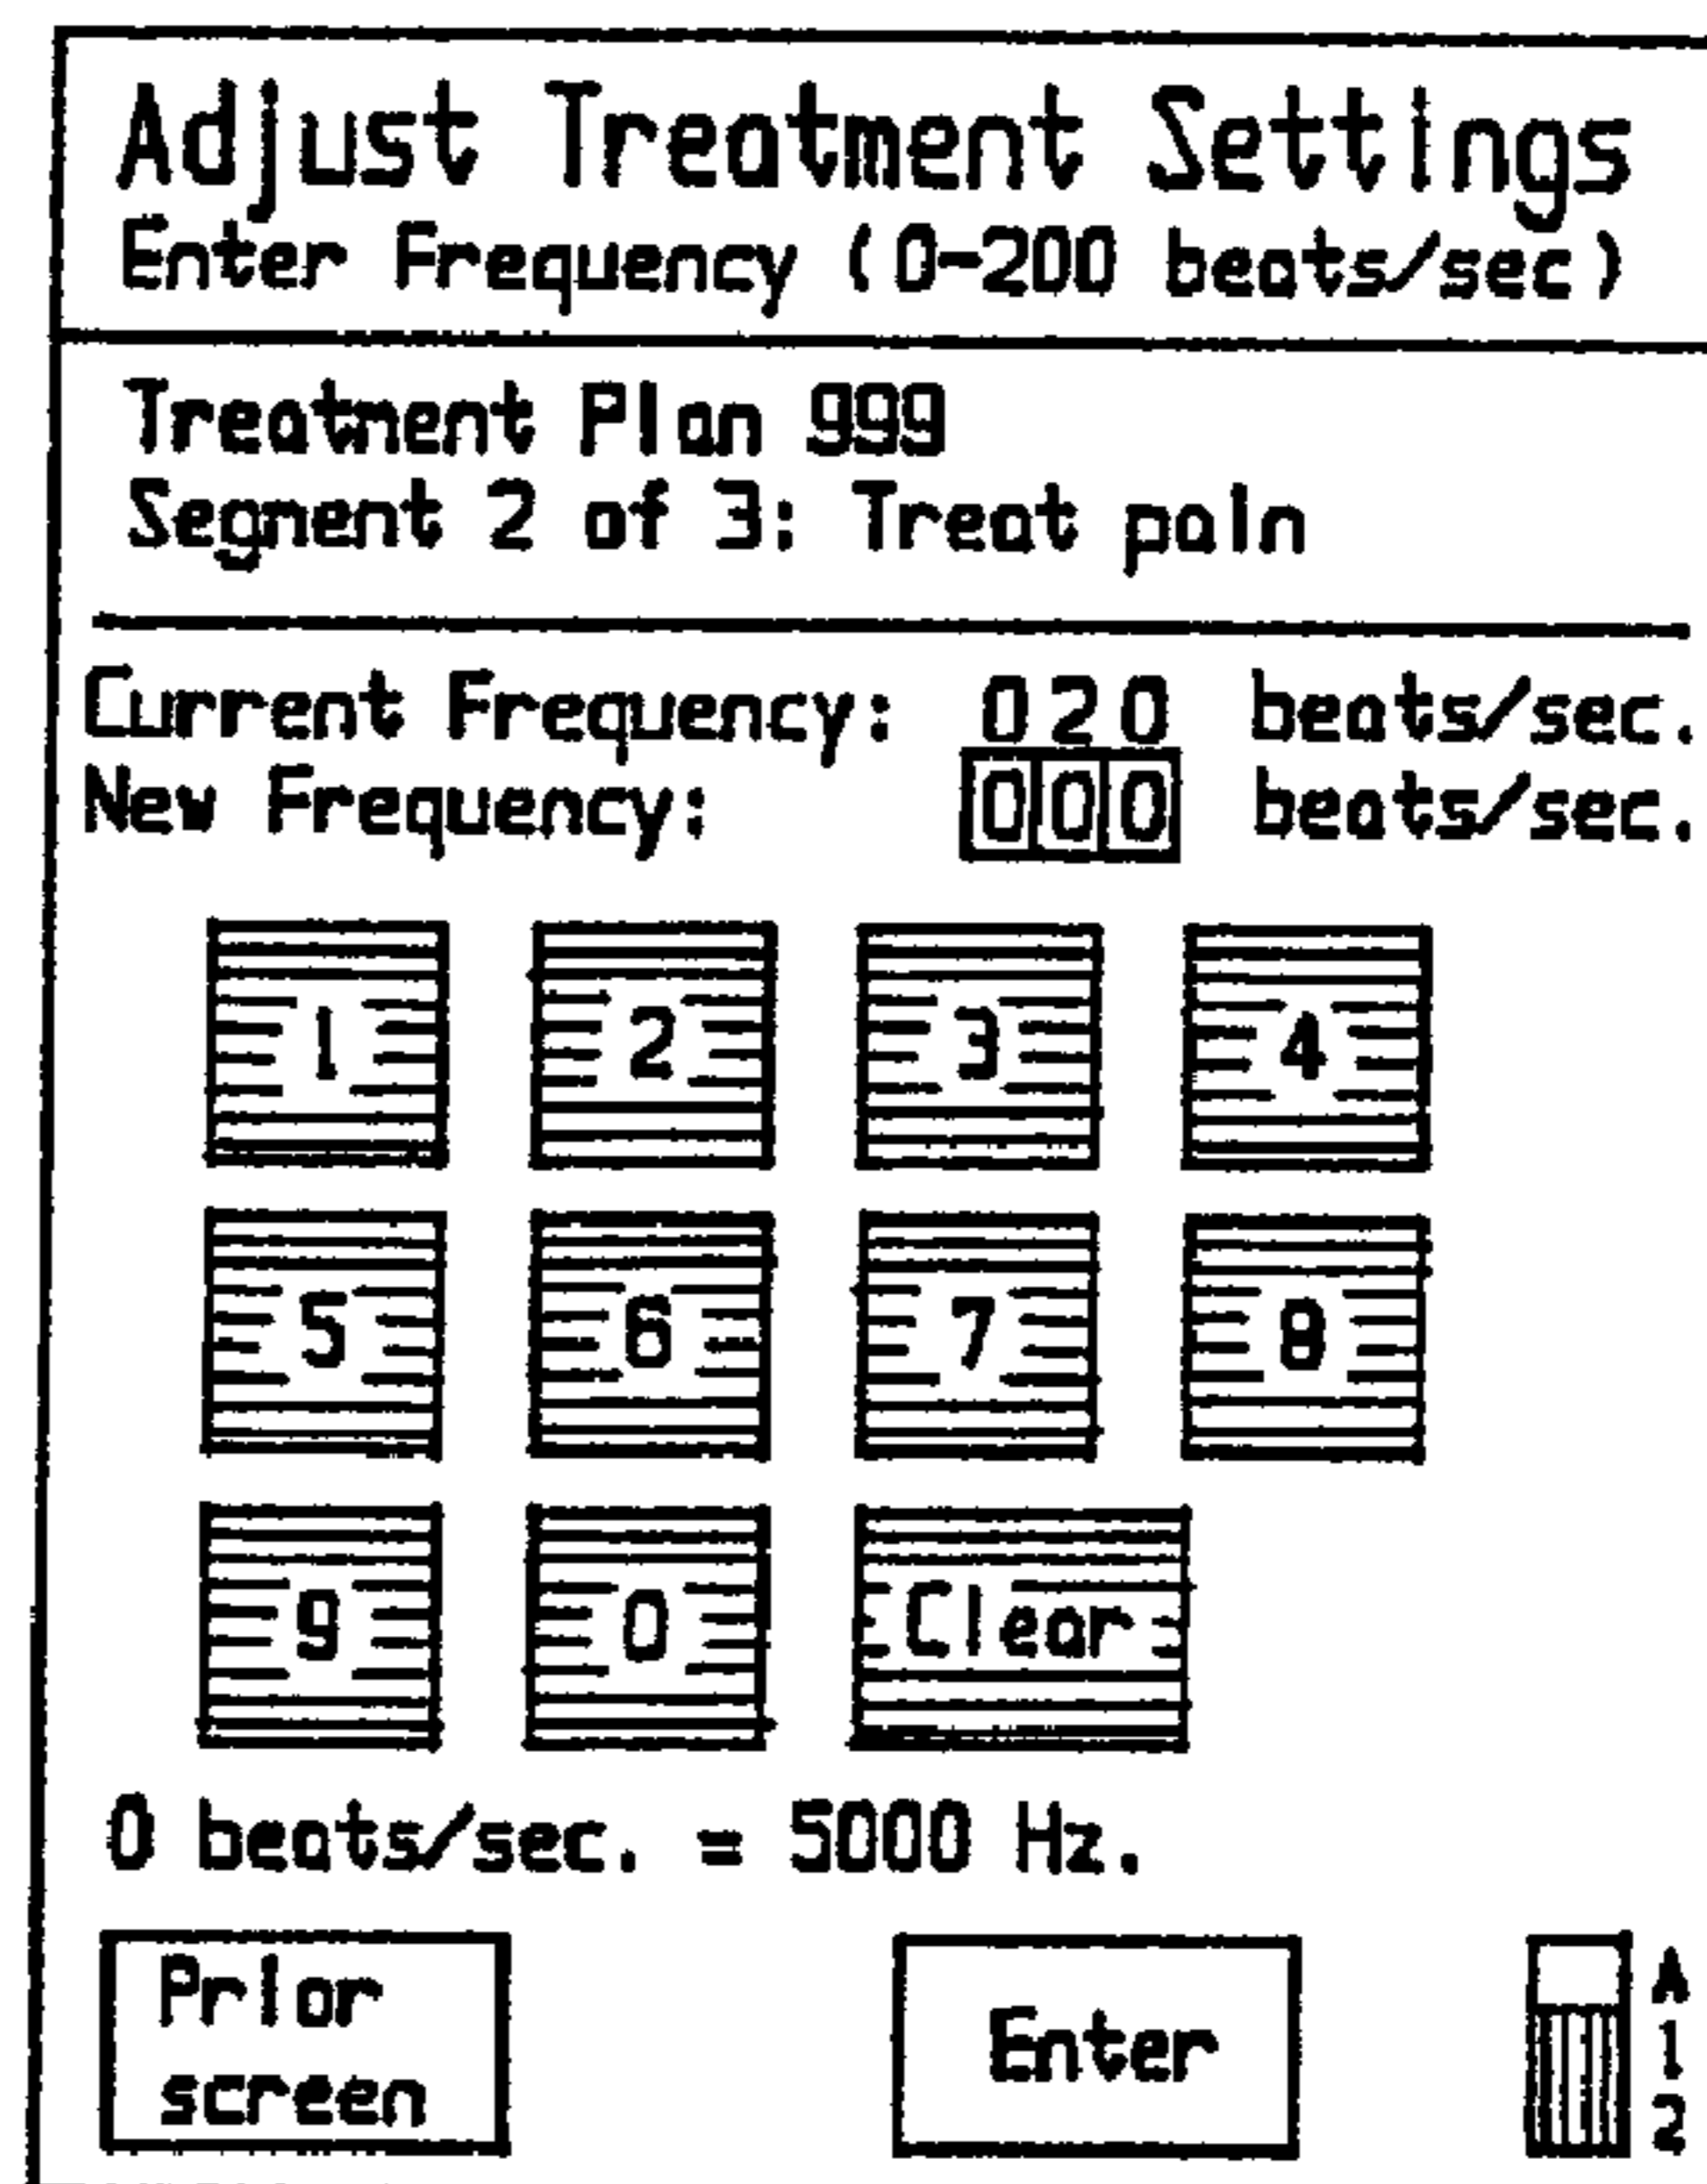 Adjust Treatment Settings
Enter Frequency (0-200 beats/sec)
Treatment Plan 999
Segment 2 of 3: Treat pain
Current Frequency: 020 beats/sec.
New Frequency: 000 beats/sec.
1 2 3 4
5 6 7 8
9 0 Clear
0 beats/sec. = 5000 Hz.
Prior
screen
Enter
A
1
2